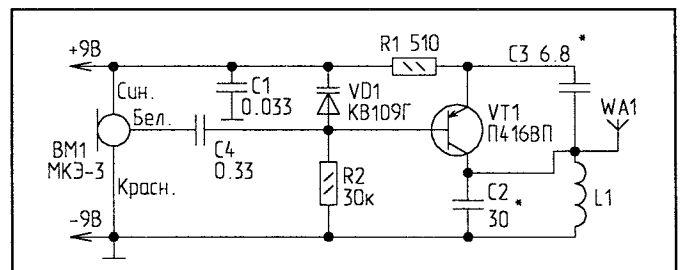 +9В
R1 510
C3 6.8 *
Син.
C1
0.033
VD1
КВ109Г
VT1
П416ВП
WA1
Бел.
BM1
МКЭ-3
C4
0.33
Красн.
R2
30к
C2
30 *
L1
-9В